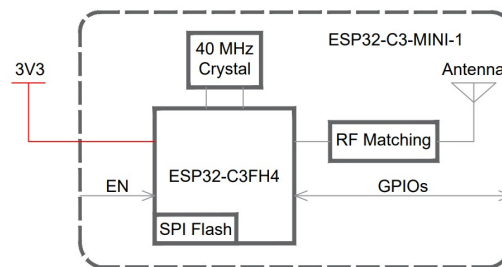 ESP32-C3-MINI-1
40 MHz
Crystal
3V3
Antenna
RF Matching
ESP32-C3FH4
EN
GPIOs
SPI Flash